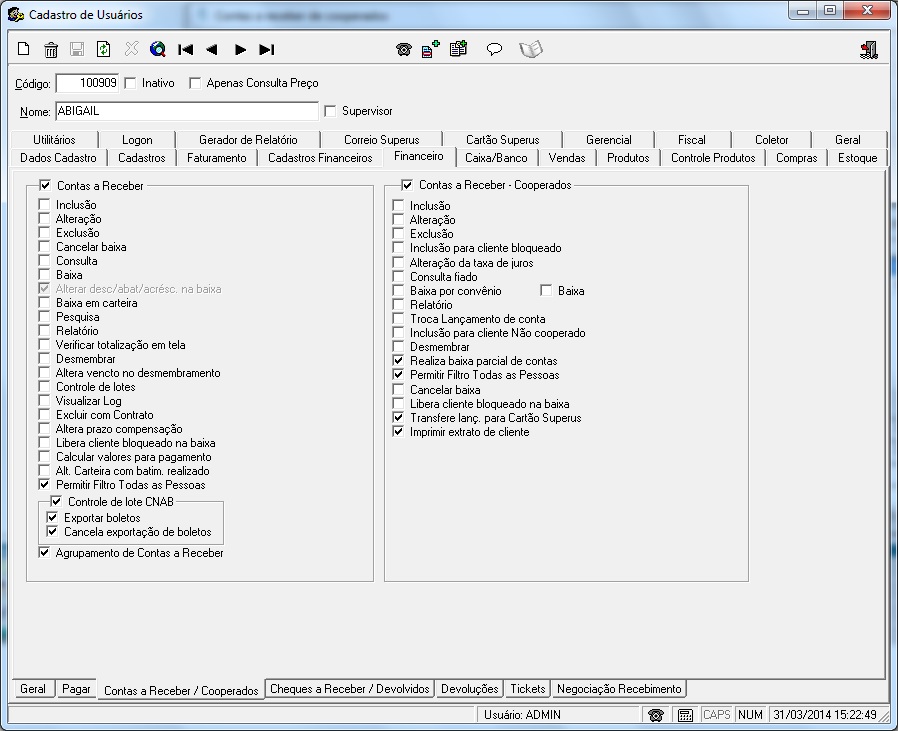 Cadastro de Usuários
Contas a receber de cooperados
Código: 100909 Inativo Apenas Consulta Preço
Nome: ABIGAIL Supervisor
Utilitários Logon Gerador de Relatório Correio Superus Cartão Superus Gerencial Fiscal Coletor Geral
Dados Cadastro Cadastros Faturamento Cadastros Financeiros Financeiro Caixa/Banco Vendas Produtos Controle Produtos Compras Estoque
Contas a Receber
Inclusão
Alteração
Exclusão
Cancelar baixa
Consulta
Baixa
Alterar desc/abat/acrésc. na baixa
Baixa em carteira
Pesquisa
Relatório
Verificar totalização em tela
Desmembrar
Altera vencto no desmembramento
Controle de lotes
Visualizar Log
Excluir com Contrato
Altera prazo compensação
Libera cliente bloqueado na baixa
Calcular valores para pagamento
Alt. Carteira com batim. realizado
Permitir Filtro Todas as Pessoas
Controle de lote CNAB
Exportar boletos
Cancela exportação de boletos
Agrupamento de Contas a Receber
Contas a Receber - Cooperados
Inclusão
Alteração
Exclusão
Inclusão para cliente bloqueado
Alteração da taxa de juros
Consulta fiado
Baixa por convênio Baixa
Relatório
Troca Lançamento de conta
Inclusão para cliente Não cooperado
Desmembrar
Realiza baixa parcial de contas
Permitir Filtro Todas as Pessoas
Cancelar baixa
Libera cliente bloqueado na baixa
Transfere lanç. para Cartão Superus
Imprimir extrato de cliente
Geral Pagar Contas a Receber / Cooperados Cheques a Receber / Devolvidos Devoluções Tickets Negociação Recebimento
Usuário: ADMIN CAPS NUM 31/03/2014 15:22:49